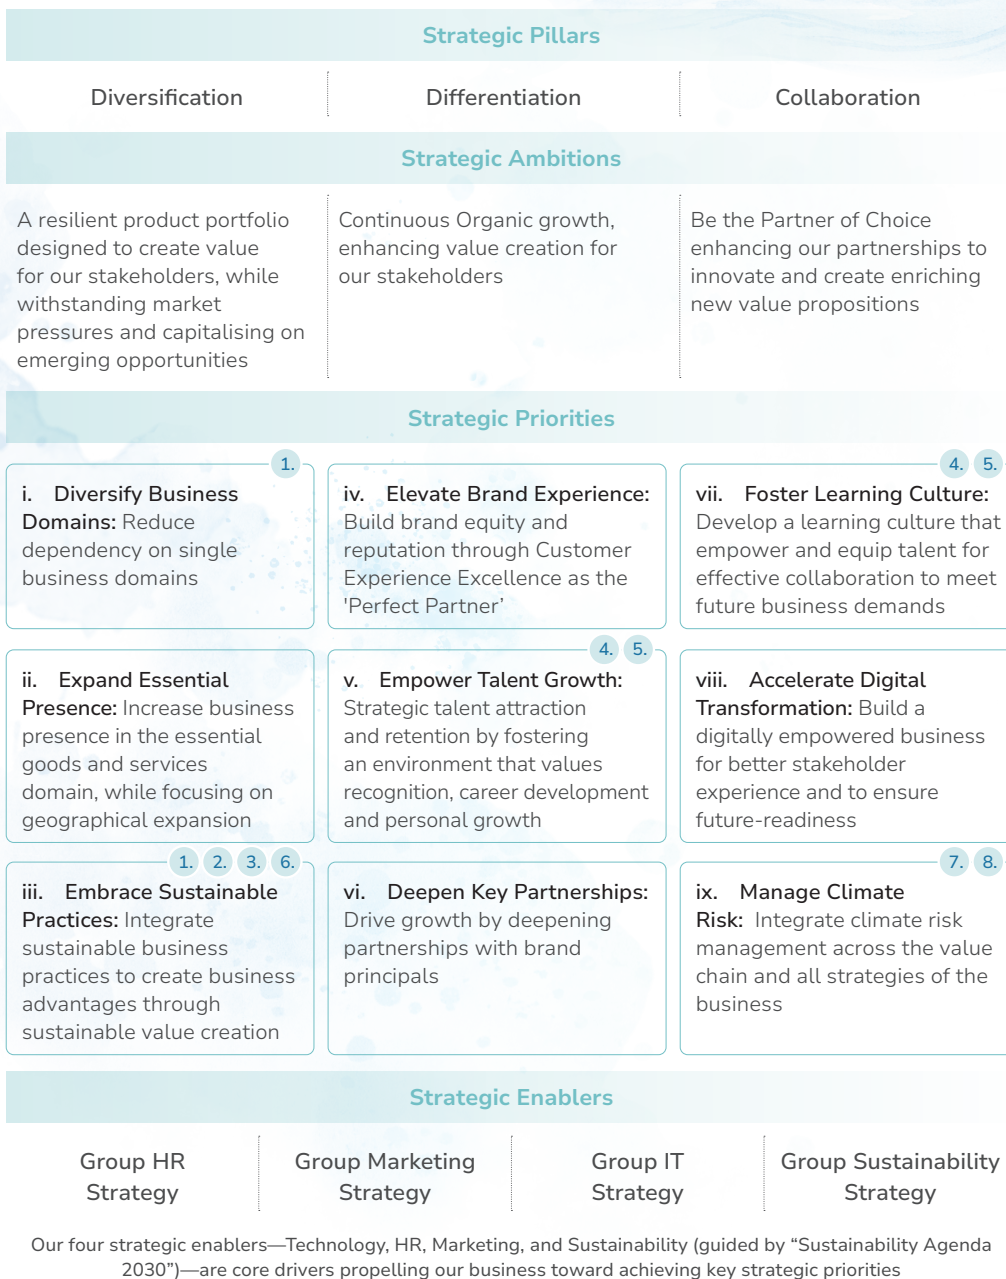 Strategic Pillars
Diversification
Differentiation
Collaboration
Strategic Ambitions
A resilient product portfolio
designed to create value
for our stakeholders, while
withstanding market
pressures and capitalising on
emerging opportunities
Continuous Organic growth,
enhancing value creation for
our stakeholders
Be the Partner of Choice
enhancing our partnerships to
innovate and create enriching
new value propositions
Strategic Priorities
1.
i. Diversify Business
Domains: Reduce
dependency on single
business domains
iv. Elevate Brand Experience:
Build brand equity and
reputation through Customer
Experience Excellence as the
'Perfect Partner’
4. 5.
vii. Foster Learning Culture:
Develop a learning culture that
empower and equip talent for
effective collaboration to meet
future business demands
ii. Expand Essential
Presence: Increase business
presence in the essential
goods and services
domain, while focusing on
geographical expansion
4. 5.
v. Empower Talent Growth:
Strategic talent attraction
and retention by fostering
an environment that values
recognition, career development
and personal growth
viii. Accelerate Digital
Transformation: Build a
digitally empowered business
for better stakeholder
experience and to ensure
future-readiness
1. 2. 3. 6.
iii. Embrace Sustainable
Practices: Integrate
sustainable business
practices to create business
advantages through
sustainable value creation
vi. Deepen Key Partnerships:
Drive growth by deepening
partnerships with brand
principals
7. 8.
ix. Manage Climate
Risk: Integrate climate risk
management across the value
chain and all strategies of the
business
Strategic Enablers
Group HR
Strategy
Group Marketing
Strategy
Group IT
Strategy
Group Sustainability
Strategy
Our four strategic enablers—Technology, HR, Marketing, and Sustainability (guided by “Sustainability Agenda
2030”)—are core drivers propelling our business toward achieving key strategic priorities